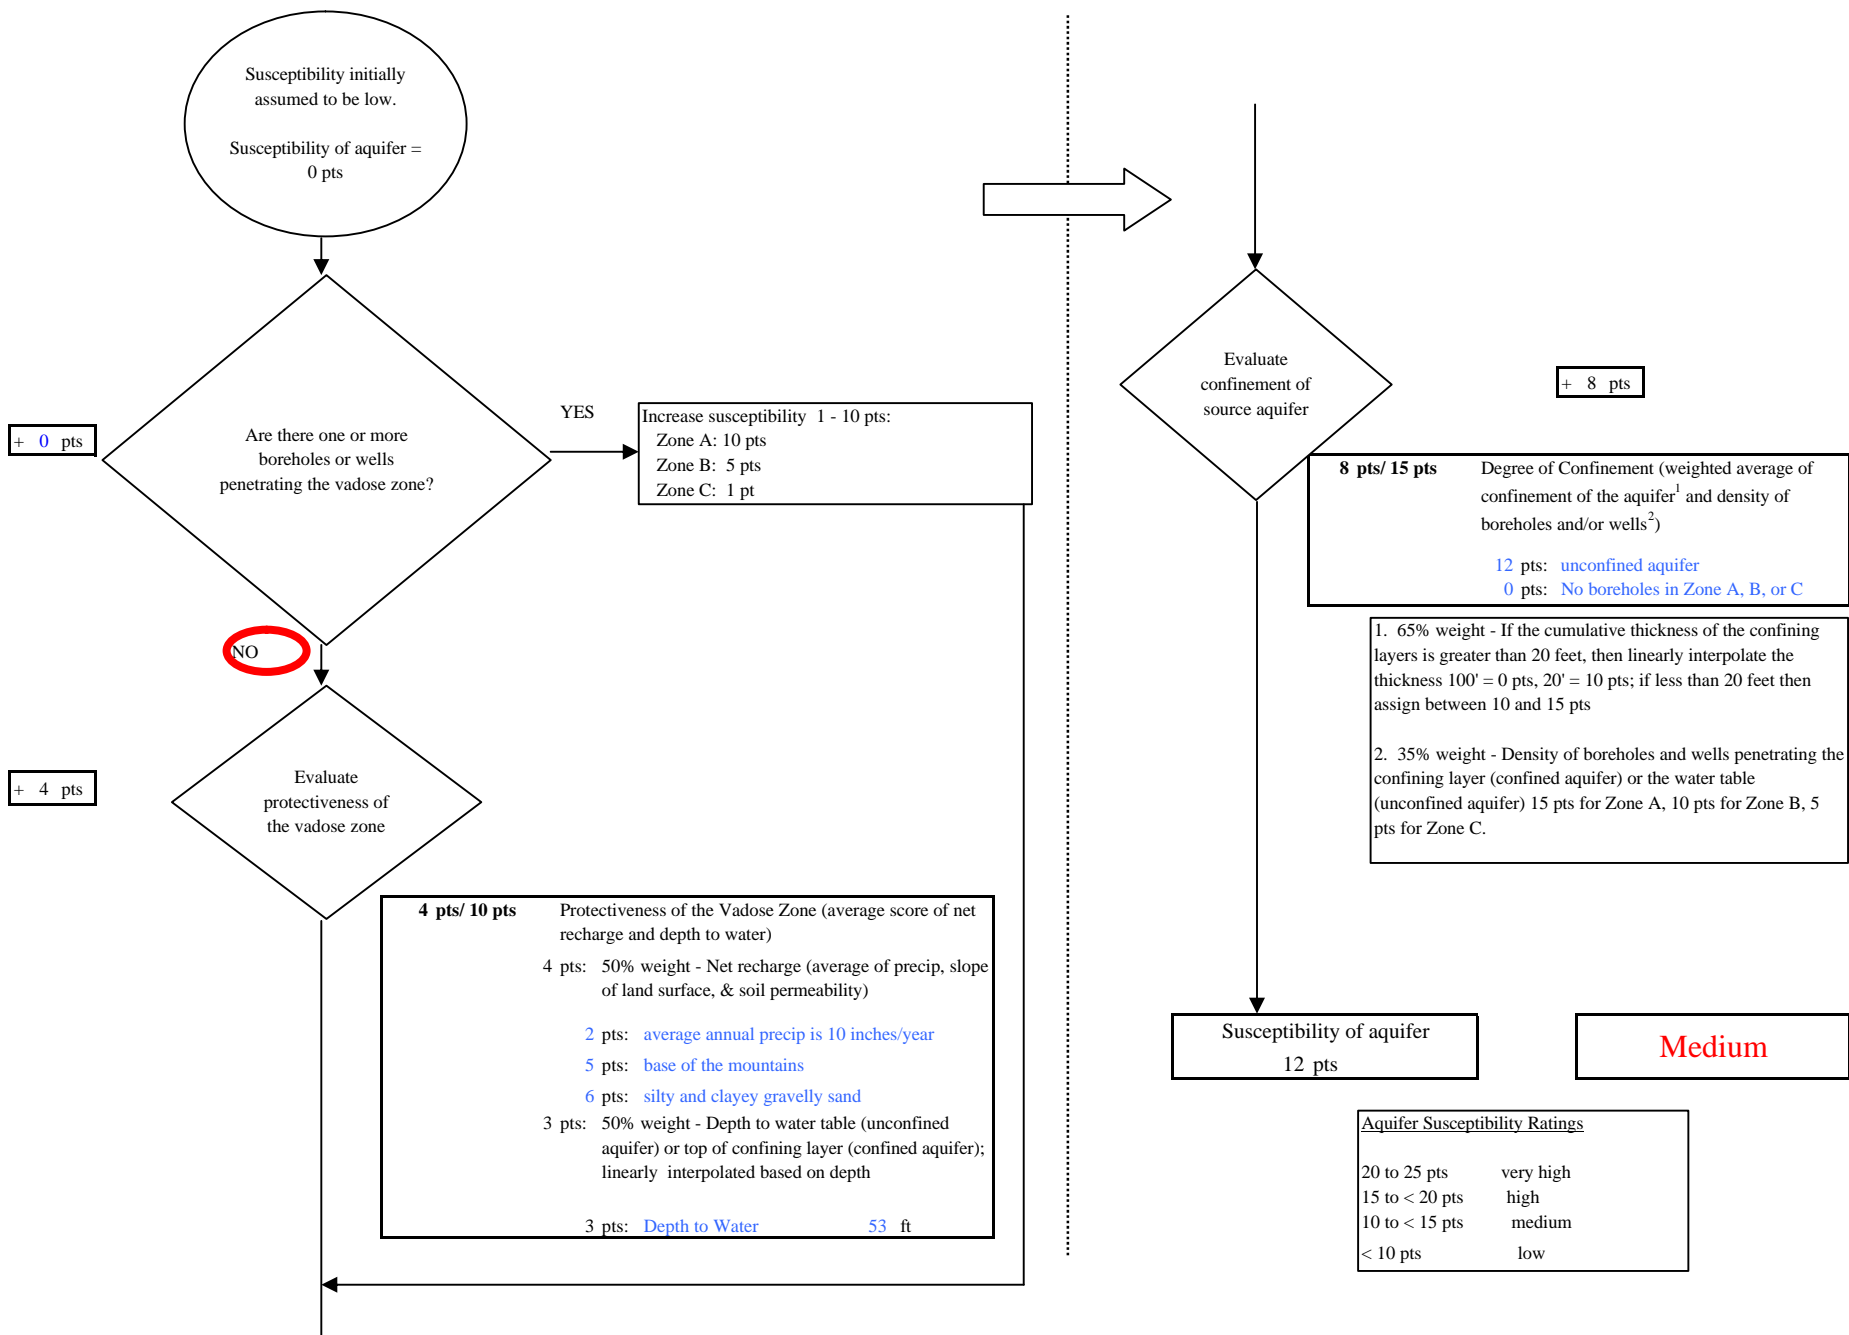 Susceptibility initially
assumed to be low.
Susceptibility of aquifer =
0 pts
+ 0 pts
Are there one or more
boreholes or wells
penetrating the vadose zone?
YES
Increase susceptibility 1 - 10 pts:
Zone A: 10 pts
Zone B: 5 pts
Zone C: 1 pt
NO
+ 4 pts
Evaluate
protectiveness of
the vadose zone
4 pts/ 10 pts Protectiveness of the Vadose Zone (average score of net
recharge and depth to water)
4 pts: 50% weight - Net recharge (average of precip, slope
of land surface, & soil permeability)
2 pts: average annual precip is 10 inches/year
5 pts: base of the mountains
6 pts: silty and clayey gravelly sand
3 pts: 50% weight - Depth to water table (unconfined
aquifer) or top of confining layer (confined aquifer);
linearly interpolated based on depth
3 pts: Depth to Water 53 ft
Evaluate
confinement of
source aquifer
+ 8 pts
8 pts/ 15 pts Degree of Confinement (weighted average of
confinement of the aquifer1 and density of
boreholes and/or wells2)
12 pts: unconfined aquifer
0 pts: No boreholes in Zone A, B, or C
1. 65% weight - If the cumulative thickness of the confining
layers is greater than 20 feet, then linearly interpolate the
thickness 100' = 0 pts, 20' = 10 pts; if less than 20 feet then
assign between 10 and 15 pts
2. 35% weight - Density of boreholes and wells penetrating the
confining layer (confined aquifer) or the water table
(unconfined aquifer) 15 pts for Zone A, 10 pts for Zone B, 5
pts for Zone C.
Susceptibility of aquifer
12 pts
Medium
Aquifer Susceptibility Ratings
20 to 25 pts very high
15 to < 20 pts high
10 to < 15 pts medium
< 10 pts low